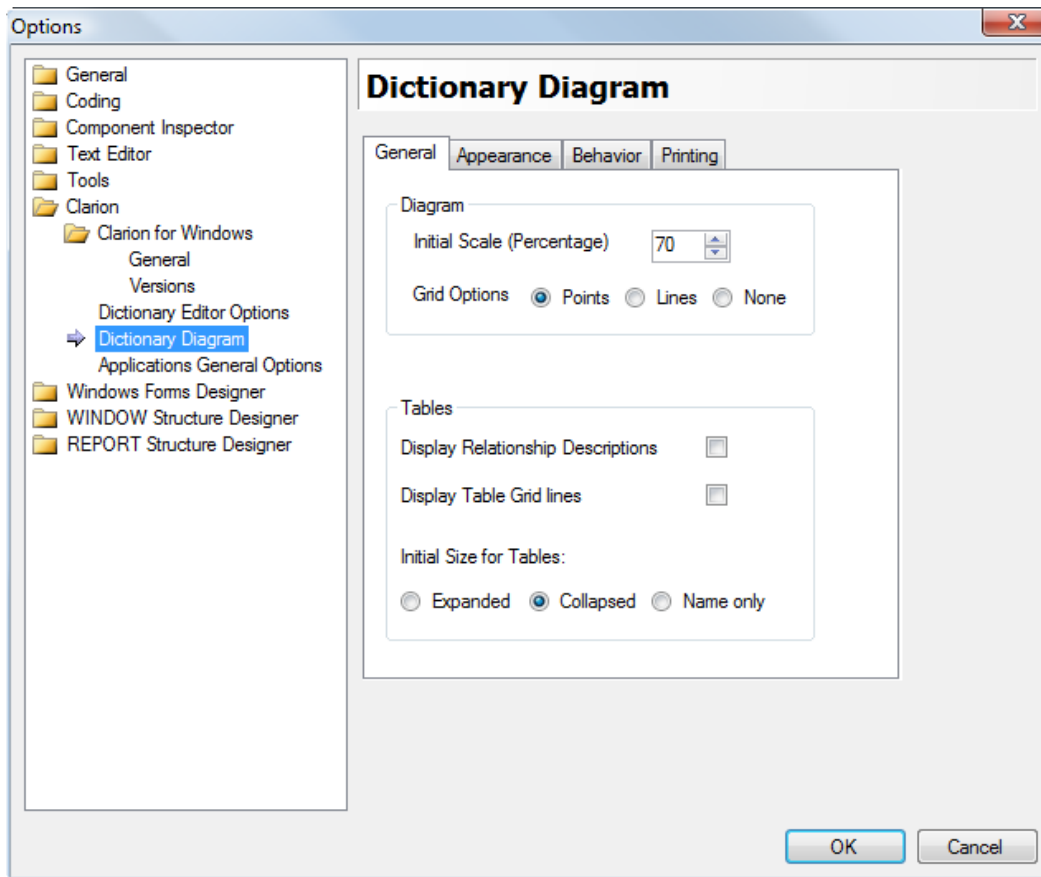 Options
General
Coding
Component Inspector
Text Editor
Tools
Clarion
Clarion for Windows
General
Versions
Dictionary Editor Options
Dictionary Diagram
Applications General Options
Windows Forms Designer
WINDOW Structure Designer
REPORT Structure Designer
Dictionary Diagram
General Appearance Behavior Printing
Diagram
Initial Scale (Percentage) 70
Grid Options Points Lines None
Tables
Display Relationship Descriptions
Display Table Grid lines
Initial Size for Tables:
Expanded Collapsed Name only
OK Cancel